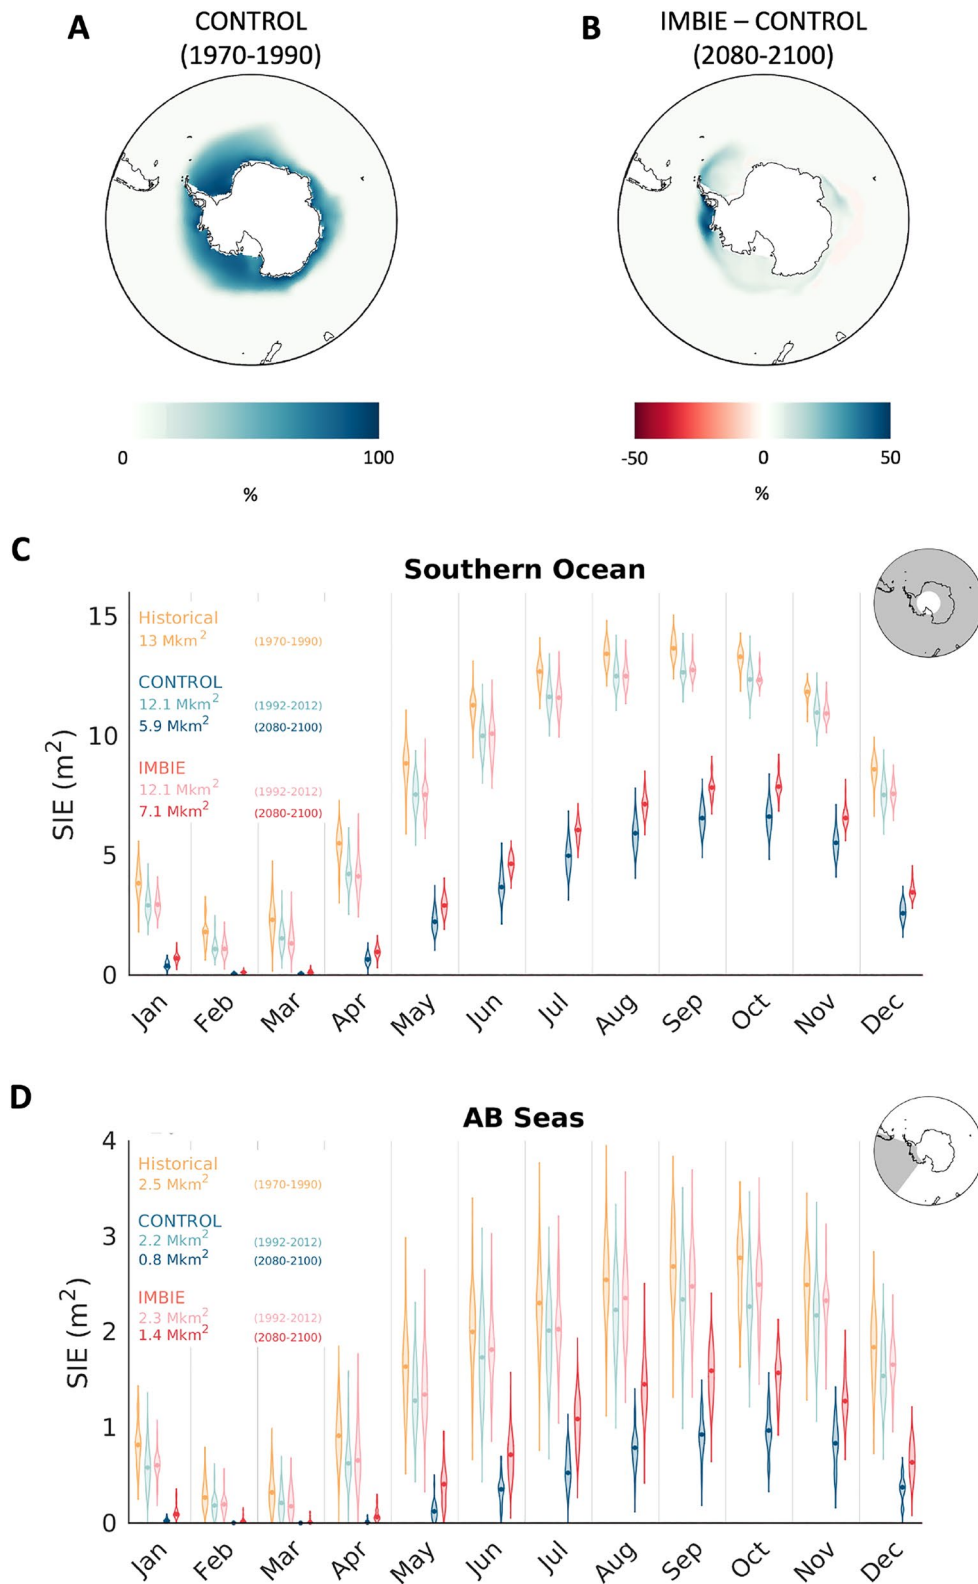 A
CONTROL
(1970-1990)
B
IMBIE – CONTROL
(2080-2100)
0
100
%
-50
0
50
%
C
Southern Ocean
SIE (m²)
15
10
5
0
Historical
13 Mkm² (1970-1990)
CONTROL
12.1 Mkm² (1992-2012)
5.9 Mkm² (2080-2100)
IMBIE
12.1 Mkm² (1992-2012)
7.1 Mkm² (2080-2100)
Jan Feb Mar Apr May Jun Jul Aug Sep Oct Nov Dec
D
AB Seas
SIE (m²)
4
3
2
1
0
Historical
2.5 Mkm² (1970-1990)
CONTROL
2.2 Mkm² (1992-2012)
0.8 Mkm² (2080-2100)
IMBIE
2.3 Mkm² (1992-2012)
1.4 Mkm² (2080-2100)
Jan Feb Mar Apr May Jun Jul Aug Sep Oct Nov Dec